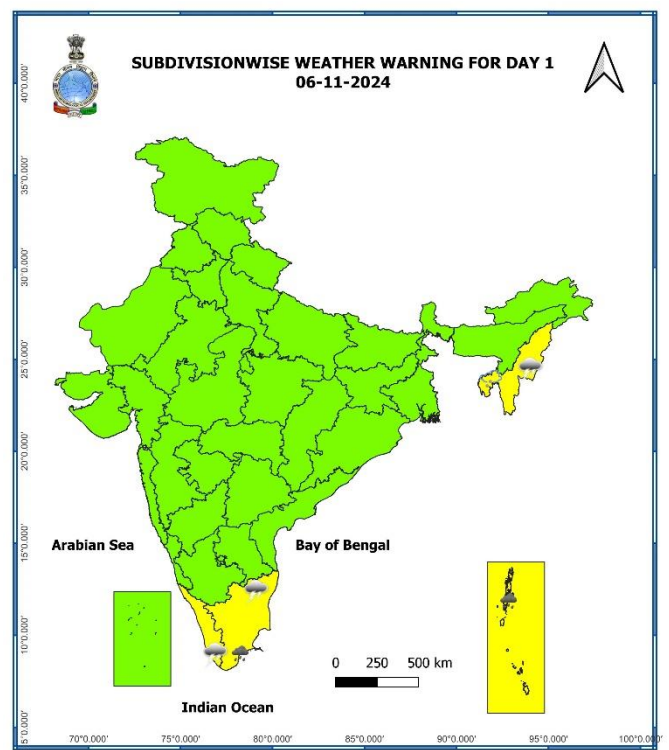 SUBDIVISIONWISE WEATHER WARNING FOR DAY 1
06-11-2024
40°0.000'
35°0.000'
30°0.000'
25°0.000'
20°0.000'
15°0.000'
10°0.000'
5°0.000'
Arabian Sea
Bay of Bengal
0 250 500 km
Indian Ocean
70°0.000' 75°0.000' 80°0.000' 85°0.000' 90°0.000' 95°0.000' 100°0.000'